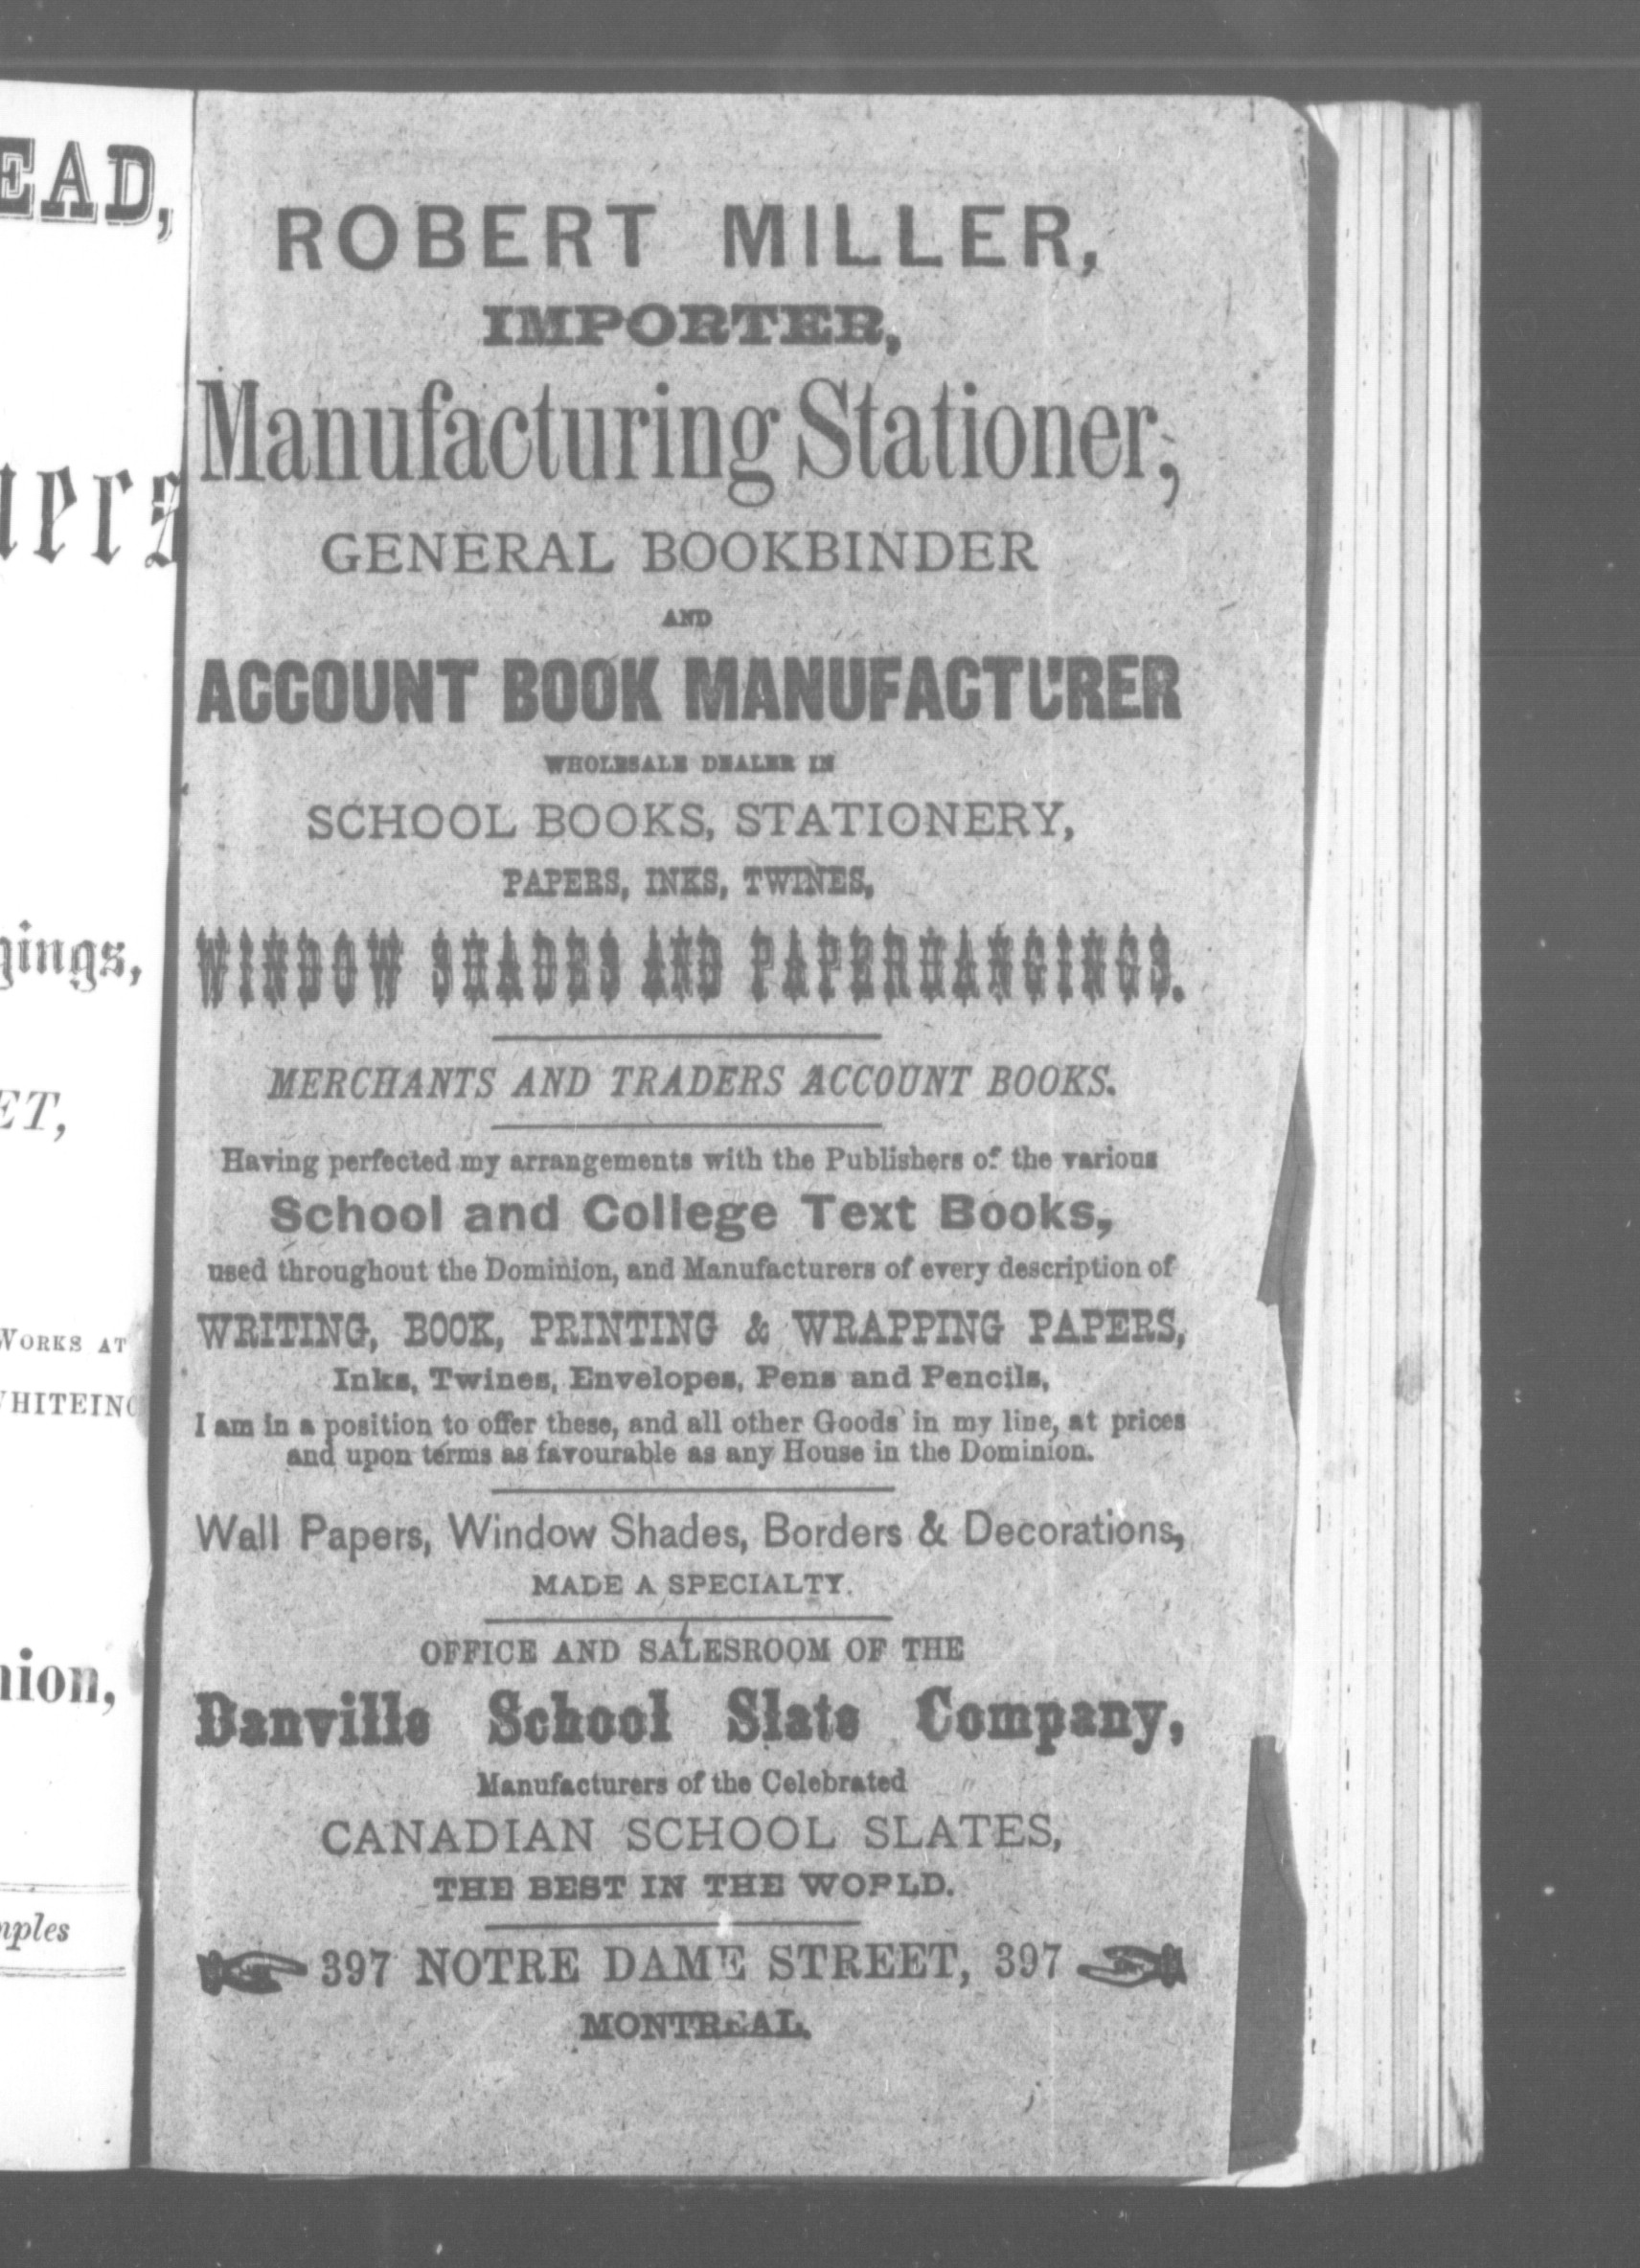 EAD,
ings,
ET,
WORKS AT
nion,
mples
ROBERT MILLER,
IMPORTER,
Manufacturing Stationer,
GENERAL BOOKBINDER
AND
ACCOUNT BOOK MANUFACTURER
WHOLESALE DEALER IN
SCHOOL BOOKS, STATIONERY,
PAPERS, INKS, TWINES,
WINDOW SHADES AND PAPERHANGINGS.
MERCHANTS AND TRADERS ACCOUNT BOOKS.
Having perfected my arrangements with the Publishers of the various
School and College Text Books,
used throughout the Dominion, and Manufacturers of every description of
WRITING, BOOK, PRINTING & WRAPPING PAPERS,
Inks, Twines, Envelopes, Pens and Pencils,
I am in a position to offer these, and all other Goods in my line, at prices
and upon terms as favourable as any House in the Dominion.
Wall Papers, Window Shades, Borders & Decorations,
MADE A SPECIALTY.
OFFICE AND SALESROOM OF THE
Danville School Slate Company,
Manufacturers of the Celebrated
CANADIAN SCHOOL SLATES,
THE BEST IN THE WORLD.
397 NOTRE DAME STREET, 397
MONTREAL.